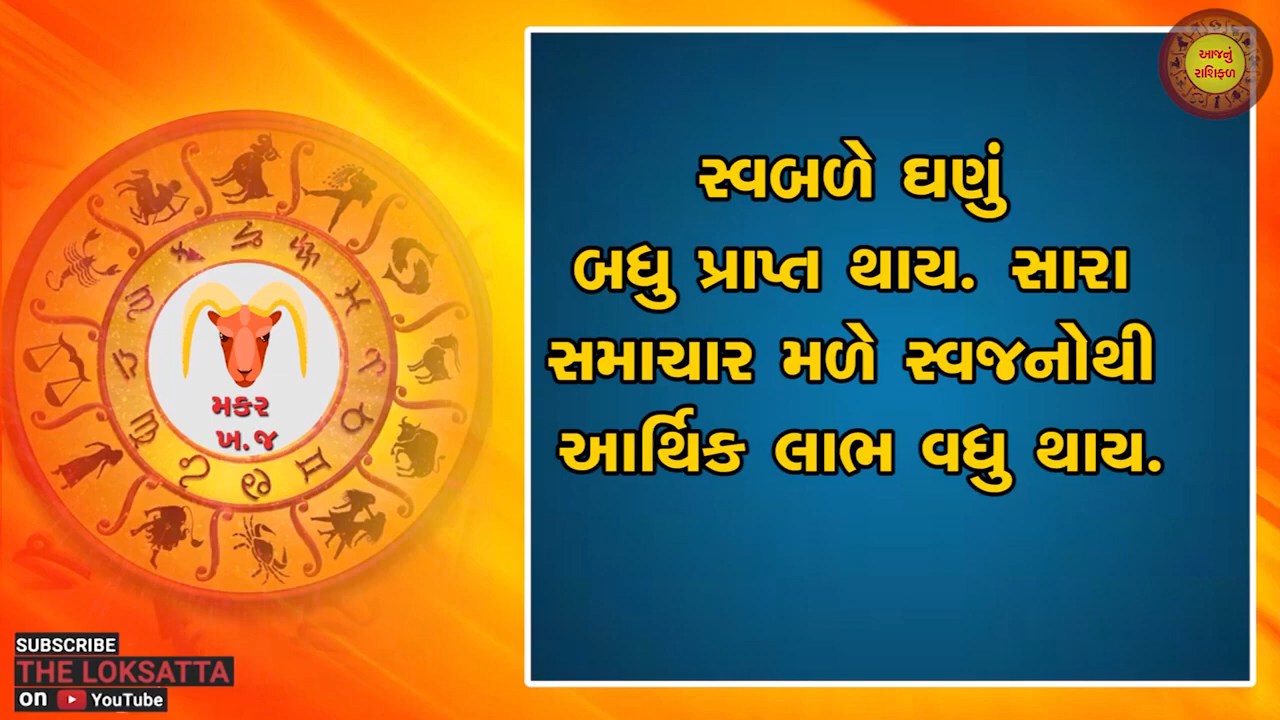 આજનું
રાશિફળ
સ્વબળે ઘણું
બધુ પ્રાપ્ત થાય. સારા
સમાચાર મળે સ્વજનોથી
આર્થિક લાભ વધુ થાય.
મકર
ખ.જ
SUBSCRIBE
THE LOKSATTA
on YouTube